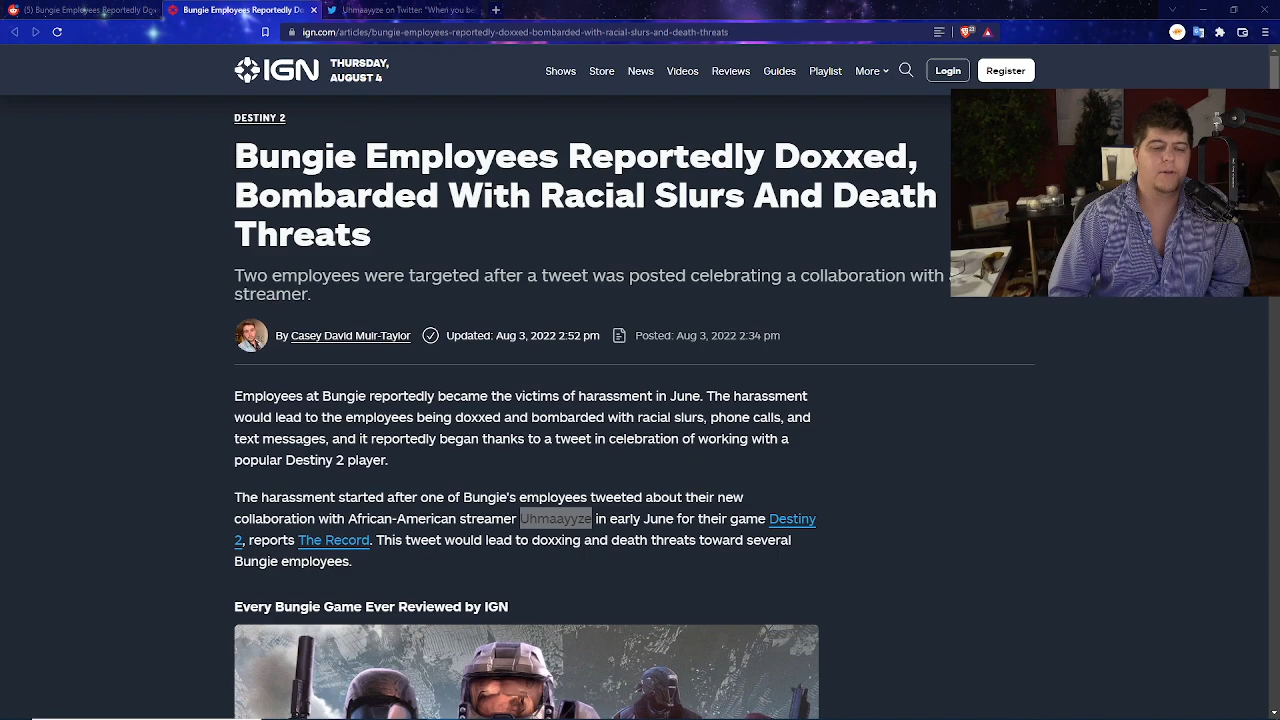 (5) Bungie Employees Reportedly Dox
Bungie Employees Reportedly Do
Uhmaayyze on Twitter: "When you be
ign.com/articles/bungie-employees-reportedly-doxxed-bombarded-with-racial-slurs-and-death-threats
IGN
THURSDAY,
AUGUST 4
Shows Store News Videos Reviews Guides Playlist More Login Register
DESTINY 2
Bungie Employees Reportedly Doxxed,
Bombarded With Racial Slurs And Death
Threats
Two employees were targeted after a tweet was posted celebrating a collaboration with
streamer.
By Casey David Muir-Taylor Updated: Aug 3, 2022 2:52 pm Posted: Aug 3, 2022 2:34 pm
Employees at Bungie reportedly became the victims of harassment in June. The harassment
would lead to the employees being doxxed and bombarded with racial slurs, phone calls, and
text messages, and it reportedly began thanks to a tweet in celebration of working with a
popular Destiny 2 player.
The harassment started after one of Bungie's employees tweeted about their new
collaboration with African-American streamer Uhmaayyze in early June for their game Destiny
2, reports The Record. This tweet would lead to doxxing and death threats toward several
Bungie employees.
Every Bungie Game Ever Reviewed by IGN